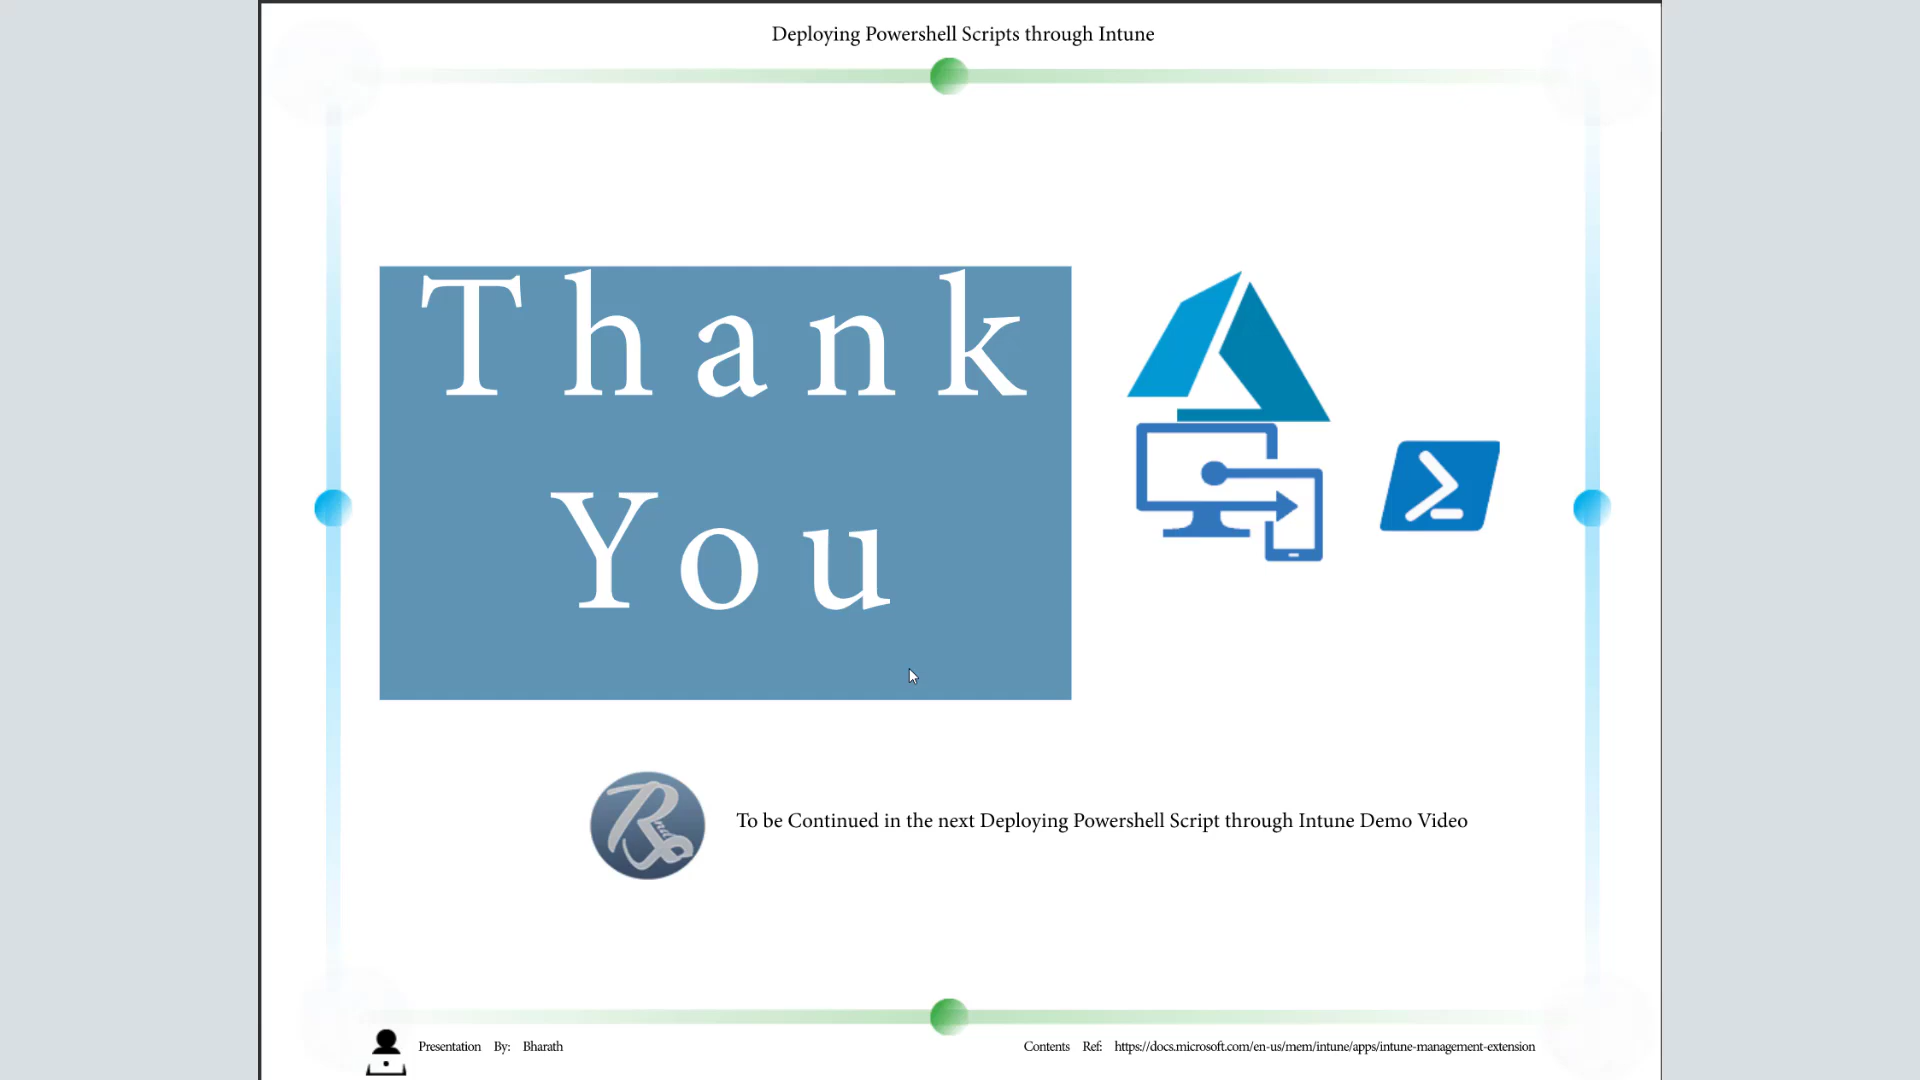 Deploying Powershell Scripts through Intune
Thank
You
To be Continued in the next Deploying Powershell Script through Intune Demo Video
Presentation By: Bharath
Contents Ref: https://docs.microsoft.com/en-us/mem/intune/apps/intune-management-extension